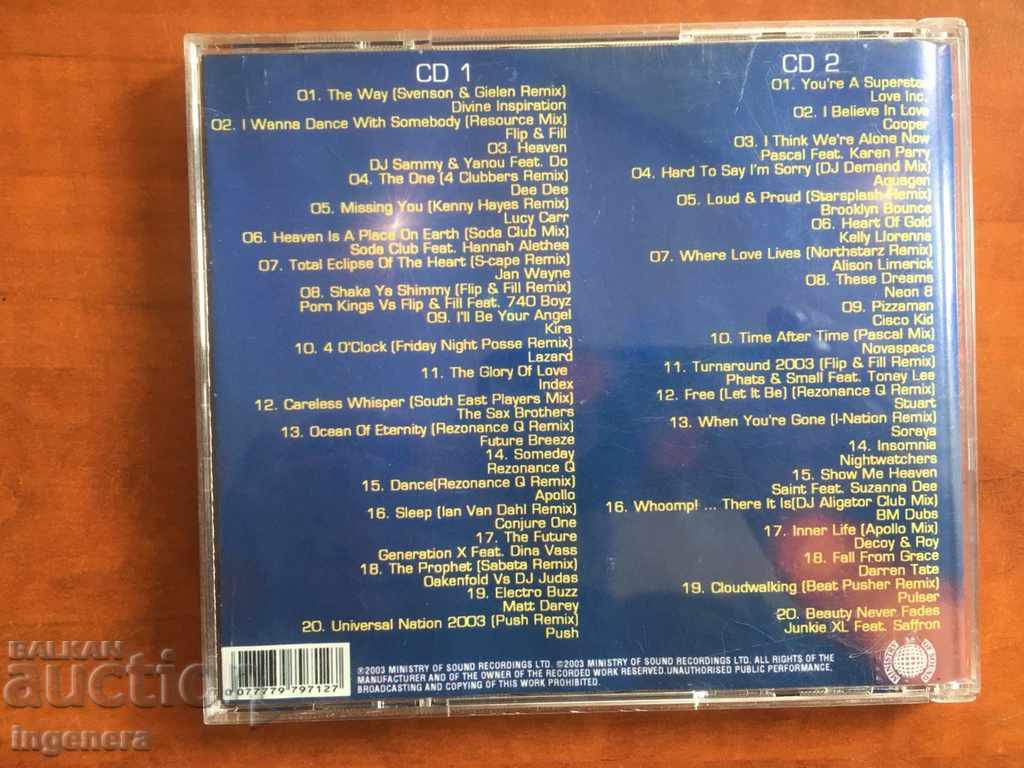 CD 1
01. The Way (Svenson & Gielen Remix)
Divine Inspiration
02. I Wanna Dance With Somebody (Resource Mix)
Flip & Fill
03. Heaven
DJ Sammy & Yanou Feat. Do
04. The One (4 Clubbers Remix)
Dee Dee
05. Missing You (Kenny Hayes Remix)
Lucy Carr
06. Heaven Is A Place On Earth (Soda Club Mix)
Soda Club Feat. Hannah Alethea
07. Total Eclipse Of The Heart (S-cape Remix)
Jan Wayne
08. Shake Ya Shimmy (Flip & Fill Remix)
Porn Kings Vs Flip & Fill Feat. 740 Boyz
09. I'll Be Your Angel
Kira
10. 4 O'Clock (Friday Night Posse Remix)
Lazard
11. The Glory Of Love
Index
12. Careless Whisper (South East Players Mix)
The Sax Brothers
13. Ocean Of Eternity (Rezonance Q Remix)
Future Breeze
14. Someday
Rezonance Q
15. Dance(Rezonance Q Remix)
Apollo
16. Sleep (Ian Van Dahl Remix)
Conjure One
17. The Future
Generation X Feat. Dina Vass
18. The Prophet (Sabata Remix)
Oakenfold Vs DJ Judas
19. Electro Buzz
Matt Darey
20. Universal Nation 2003 (Push Remix)
Push
CD 2
01. You're A Superstar
Love Inc.
02. I Believe In Love
Cooper
03. I Think We're Alone Now
Pascal Feat. Karen Parry
04. Hard To Say I'm Sorry (DJ Demand Mix)
Aquagen
05. Loud & Proud (Starsplash Remix)
Brooklyn Bounce
06. Heart Of Gold
Kelly Llorenna
07. Where Love Lives (Northstarz Remix)
Alison Limerick
08. These Dreams
Neon 8
09. Pizzaman
Cisco Kid
10. Time After Time (Pascal Mix)
Novaspace
11. Turnaround 2003 (Flip & Fill Remix)
Phats & Small Feat. Toney Lee
12. Free (Let It Be) (Rezonance Q Remix)
Stuart
13. When You're Gone (I-Nation Remix)
Soraya
14. Insomnia
Nightwatchers
15. Show Me Heaven
Saint Feat. Suzanna Dee
16. Whoomp! ... There It Is(DJ Aligator Club Mix)
BM Dubs
17. Inner Life (Apollo Mix)
Decoy & Roy
18. Fall From Grace
Darren Tate
19. Cloudwalking (Beat Pusher Remix)
Pulser
20. Beauty Never Fades
Junkie XL Feat. Saffron
0 077779 797127
℗2003 MINISTRY OF SOUND RECORDINGS LTD. ©2003 MINISTRY OF SOUND RECORDINGS LTD. ALL RIGHTS OF THE
MANUFACTURER AND OF THE OWNER OF THE RECORDED WORK RESERVED.UNAUTHORISED PUBLIC PERFORMANCE,
BROADCASTING AND COPYING OF THIS WORK PROHIBITED.
MINISTRY OF SOUND
BALKAN
auction
ingenera